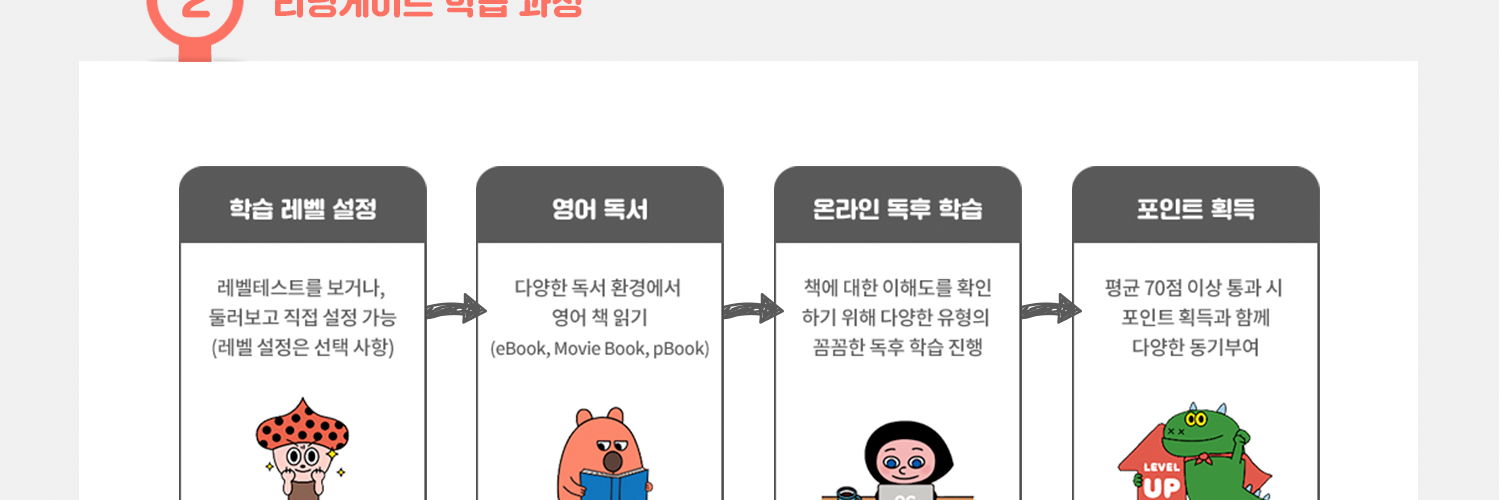 2 리딩게이트 학습 과정
학습 레벨 설정
레벨테스트를 보거나,
둘러보고 직접 설정 가능
(레벨 설정은 선택 사항)
영어 독서
다양한 독서 환경에서
영어 책 읽기
(eBook, Movie Book, pBook)
온라인 독후 학습
책에 대한 이해도를 확인
하기 위해 다양한 유형의
꼼꼼한 독후 학습 진행
포인트 획득
평균 70점 이상 통과 시
포인트 획득과 함께
다양한 동기부여
LEVEL
UP